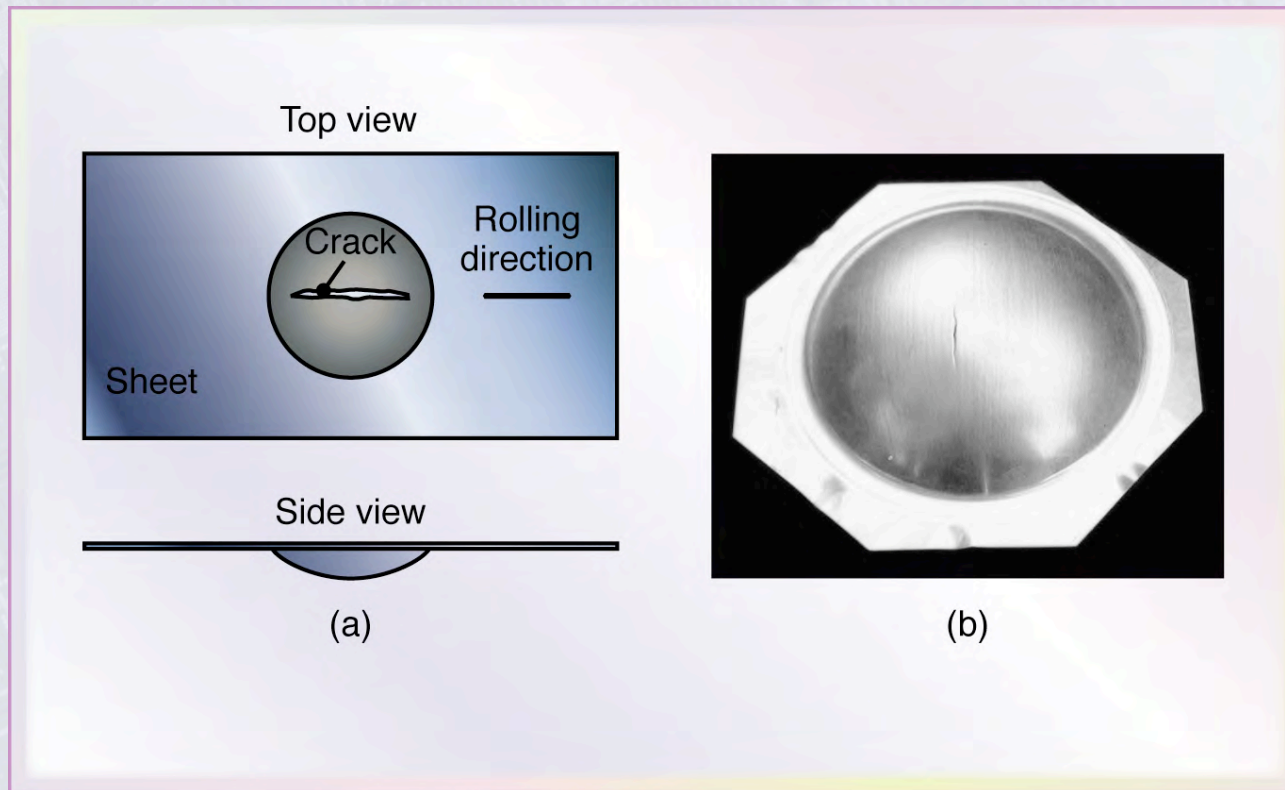 Top view
Crack
Rolling
direction
Sheet
Side view
(a)
(b)